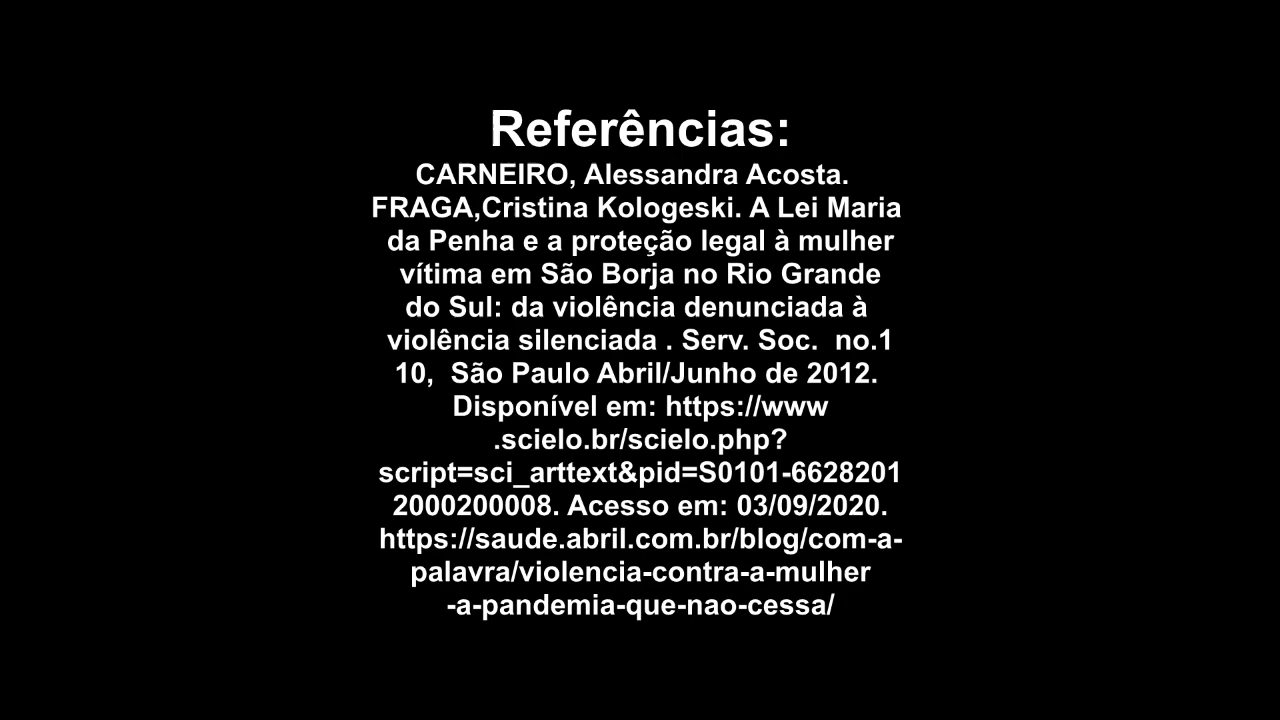 Referências:
CARNEIRO, Alessandra Acosta.
FRAGA,Cristina Kologeski. A Lei Maria
da Penha e a proteção legal à mulher
vítima em São Borja no Rio Grande
do Sul: da violência denunciada à
violência silenciada . Serv. Soc.  no.1
10,  São Paulo Abril/Junho de 2012.
Disponível em: https://www
.scielo.br/scielo.php?
script=sci_arttext&pid=S0101-6628201
2000200008. Acesso em: 03/09/2020.
https://saude.abril.com.br/blog/com-a-
palavra/violencia-contra-a-mulher
-a-pandemia-que-nao-cessa/